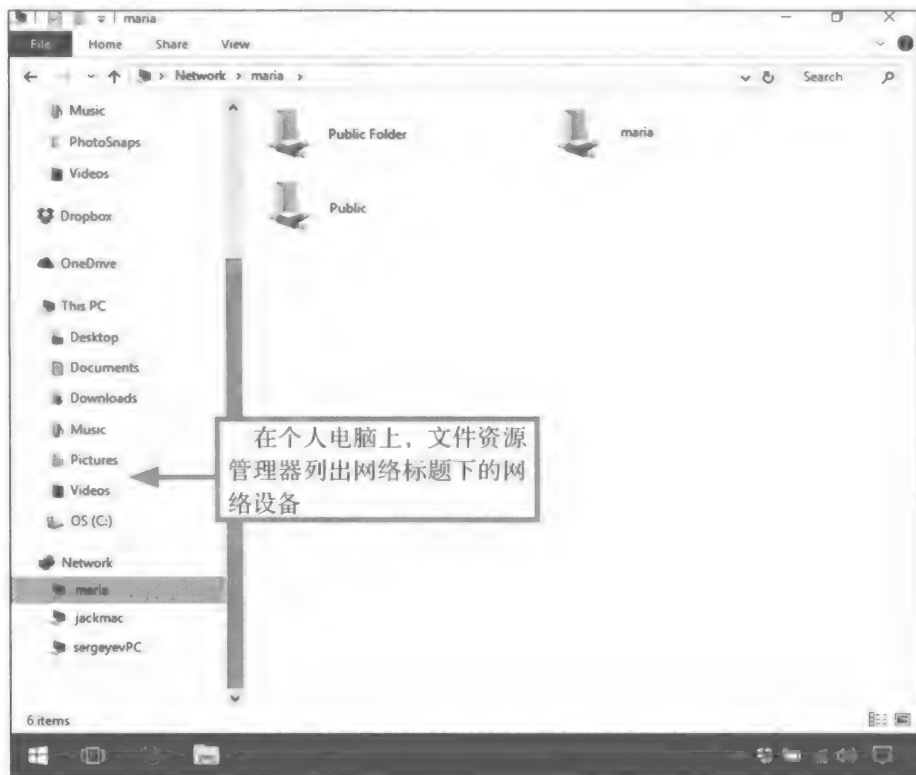 maria
File Home Share View
Network > maria >
Search
Music
PhotoSnaps
Videos
Dropbox
OneDrive
This PC
Desktop
Documents
Downloads
Music
Pictures
Videos
OS (C:)
Network
maria
jackmac
sergeyevPC
Public Folder
maria
Public
在个人电脑上，文件资源
管理器列出网络标题下的网
络设备
6 items